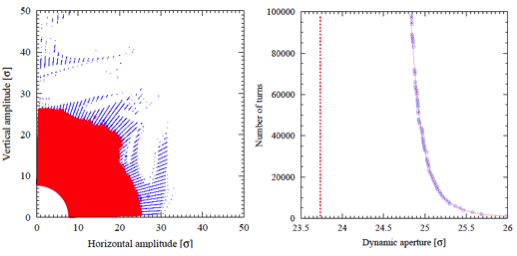 50
40
30
20
10
0
0 10 20 30 40 50
Vertical amplitude [σ]
Horizontal amplitude [σ]
100000
80000
60000
40000
20000
0
23.5 24 24.5 25 25.5 26
Number of turns
Dynamic aperture [σ]